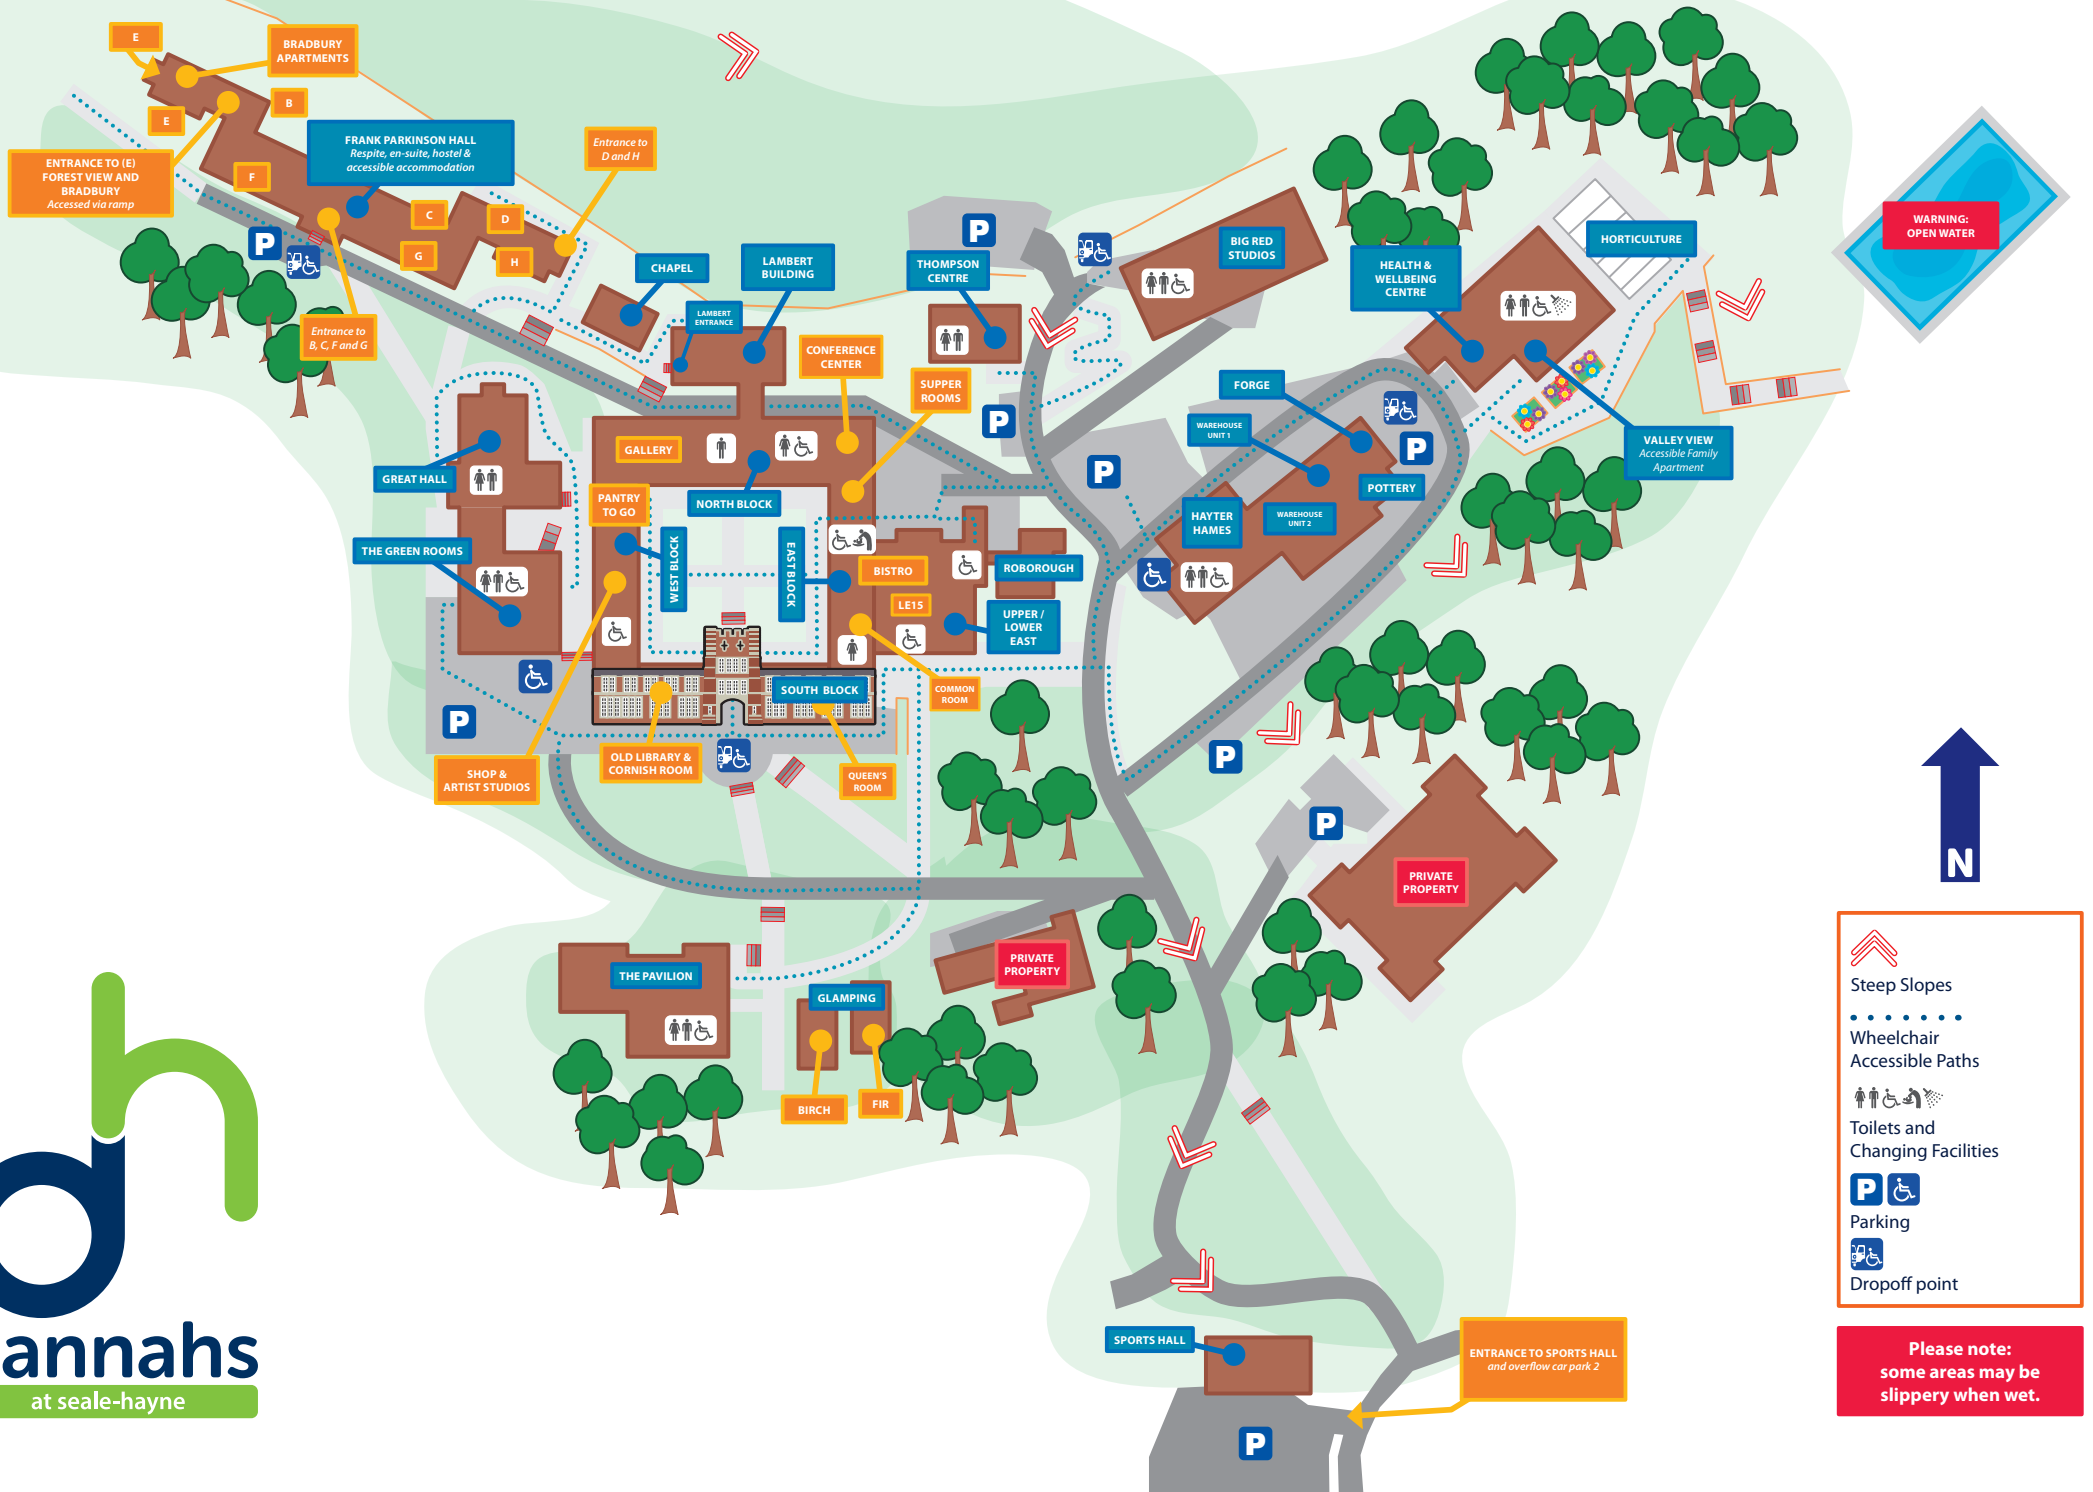 E
BRADBURY
APARTMENTS
B
E
FRANK PARKINSON HALL
Respite, en-suite, hostel &
accessible accommodation
Entrance to
D and H
ENTRANCE TO (E)
FOREST VIEW AND
BRADBURY
Accessed via ramp
F
C
D
G
H
P
Entrance to
B, C, F and G
CHAPEL
LAMBERT
BUILDING
LAMBERT
ENTRANCE
THOMPSON
CENTRE
P
BIG RED
STUDIOS
HEALTH &
WELLBEING
CENTRE
HORTICULTURE
WARNING:
OPEN WATER
CONFERENCE
CENTER
SUPPER
ROOMS
P
FORGE
WAREHOUSE
UNIT 1
P
VALLEY VIEW
Accessible Family
Apartment
GALLERY
GREAT HALL
P
POTTERY
PANTRY
TO GO
NORTH BLOCK
HAYTER
HAMES
WAREHOUSE
UNIT 2
THE GREEN ROOMS
WEST BLOCK
EAST BLOCK
BISTRO
ROBOROUGH
LE15
UPPER /
LOWER
EAST
SOUTH BLOCK
COMMON
ROOM
P
OLD LIBRARY &
CORNISH ROOM
SHOP &
ARTIST STUDIOS
QUEEN'S
ROOM
P
P
PRIVATE
PROPERTY
N
PRIVATE
PROPERTY
THE PAVILION
GLAMPING
BIRCH
FIR
Steep Slopes
Wheelchair
Accessible Paths
Toilets and
Changing Facilities
P
Parking
Dropoff point
SPORTS HALL
ENTRANCE TO SPORTS HALL
and overflow car park 2
P
Please note:
some areas may be
slippery when wet.
dh
annahs
at seale-hayne